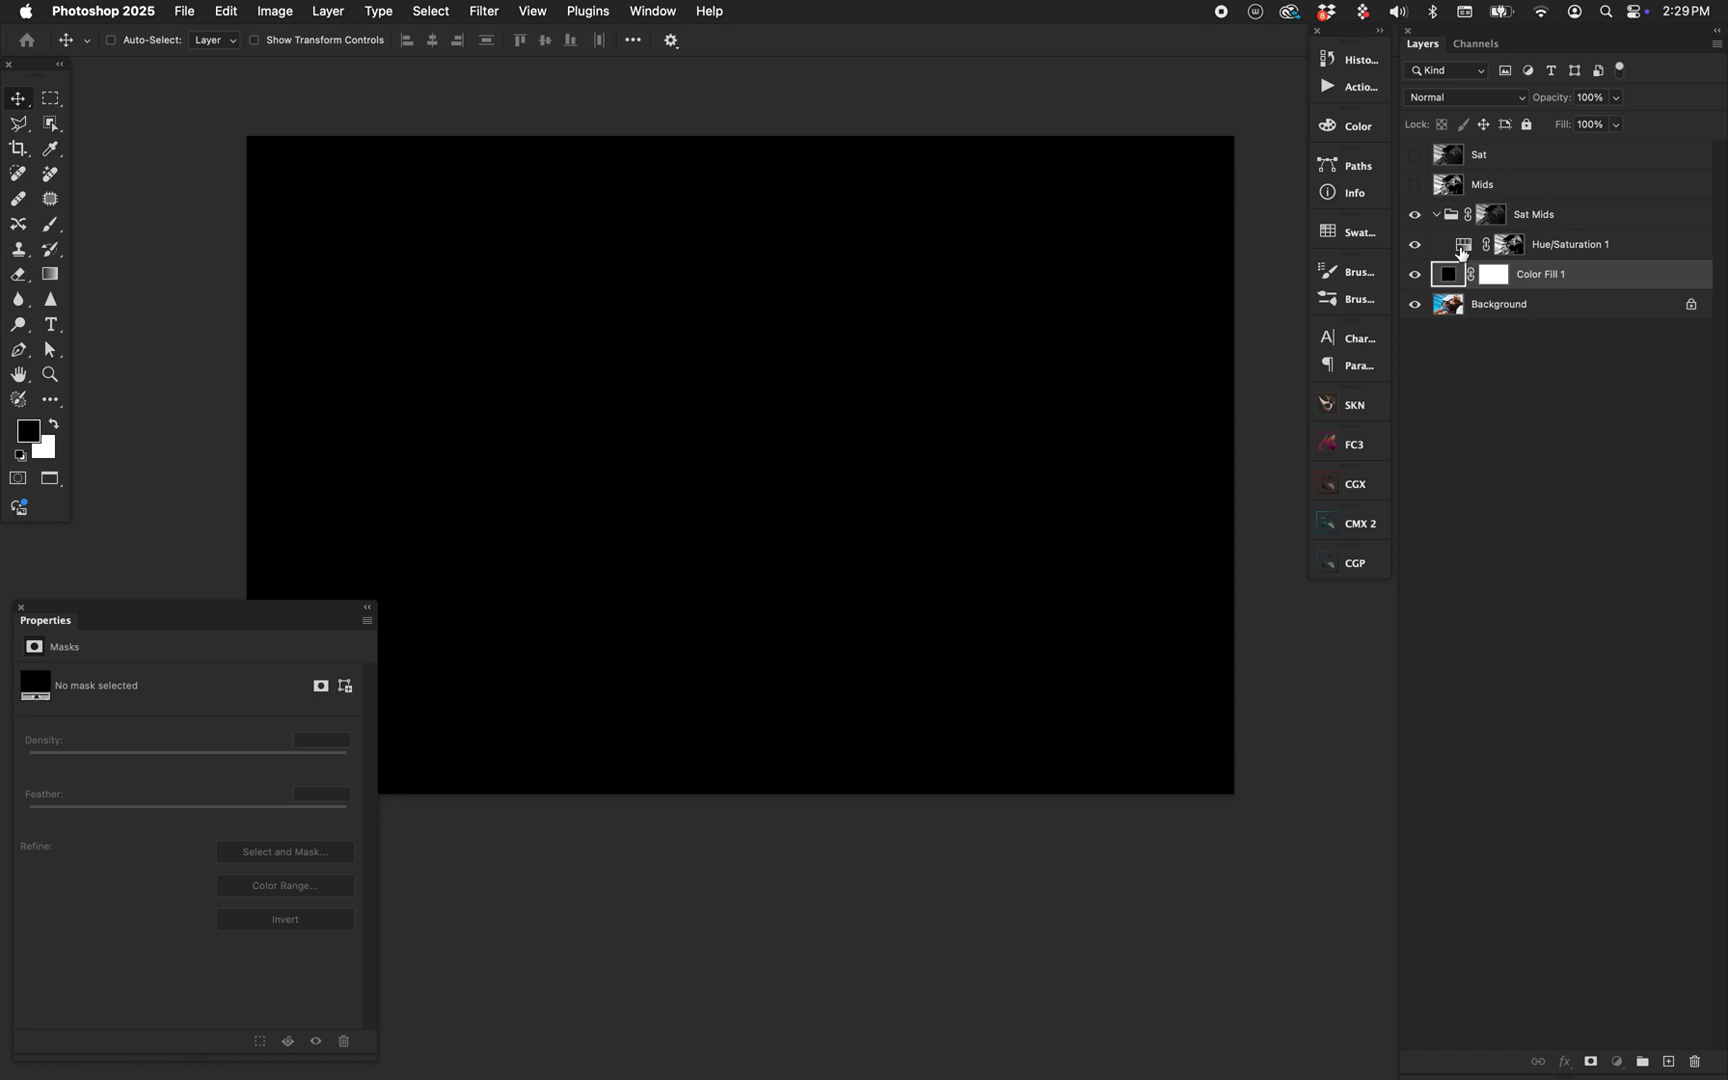 Photoshop 2025 File Edit Image Layer Type Select Filter View Plugins Window Help 8 2:29 PM
Auto-Select: Layer Show Transform Controls
Layers Channels
Kind
Normal Opacity: 100%
Lock: Fill: 100%
Sat
Mids
Sat Mids
Hue/Saturation 1
Color Fill 1
Background
Histo...
Actio...
Color
Paths
Info
Swat...
Brus...
Brus...
Char...
Para...
SKN
FC3
CGX
CMX 2
CGP
Properties
Masks
No mask selected
Density:
Feather:
Refine:
Select and Mask...
Color Range...
Invert